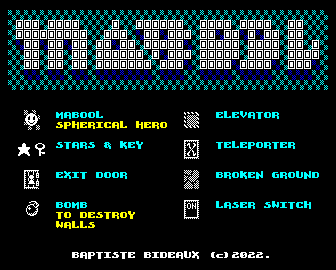 MABOOL
MABOOL
SPHERICAL HERO
STARS & KEY
EXIT DOOR
BOMB
TO DESTROY
WALLS
ELEVATOR
TELEPORTER
BROKEN GROUND
ON
LASER SWITCH
BAPTISTE BIDEAUX (c)2022.